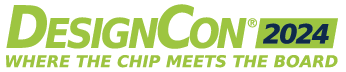 DESIGNCON® 2024
WHERE THE CHIP MEETS THE BOARD